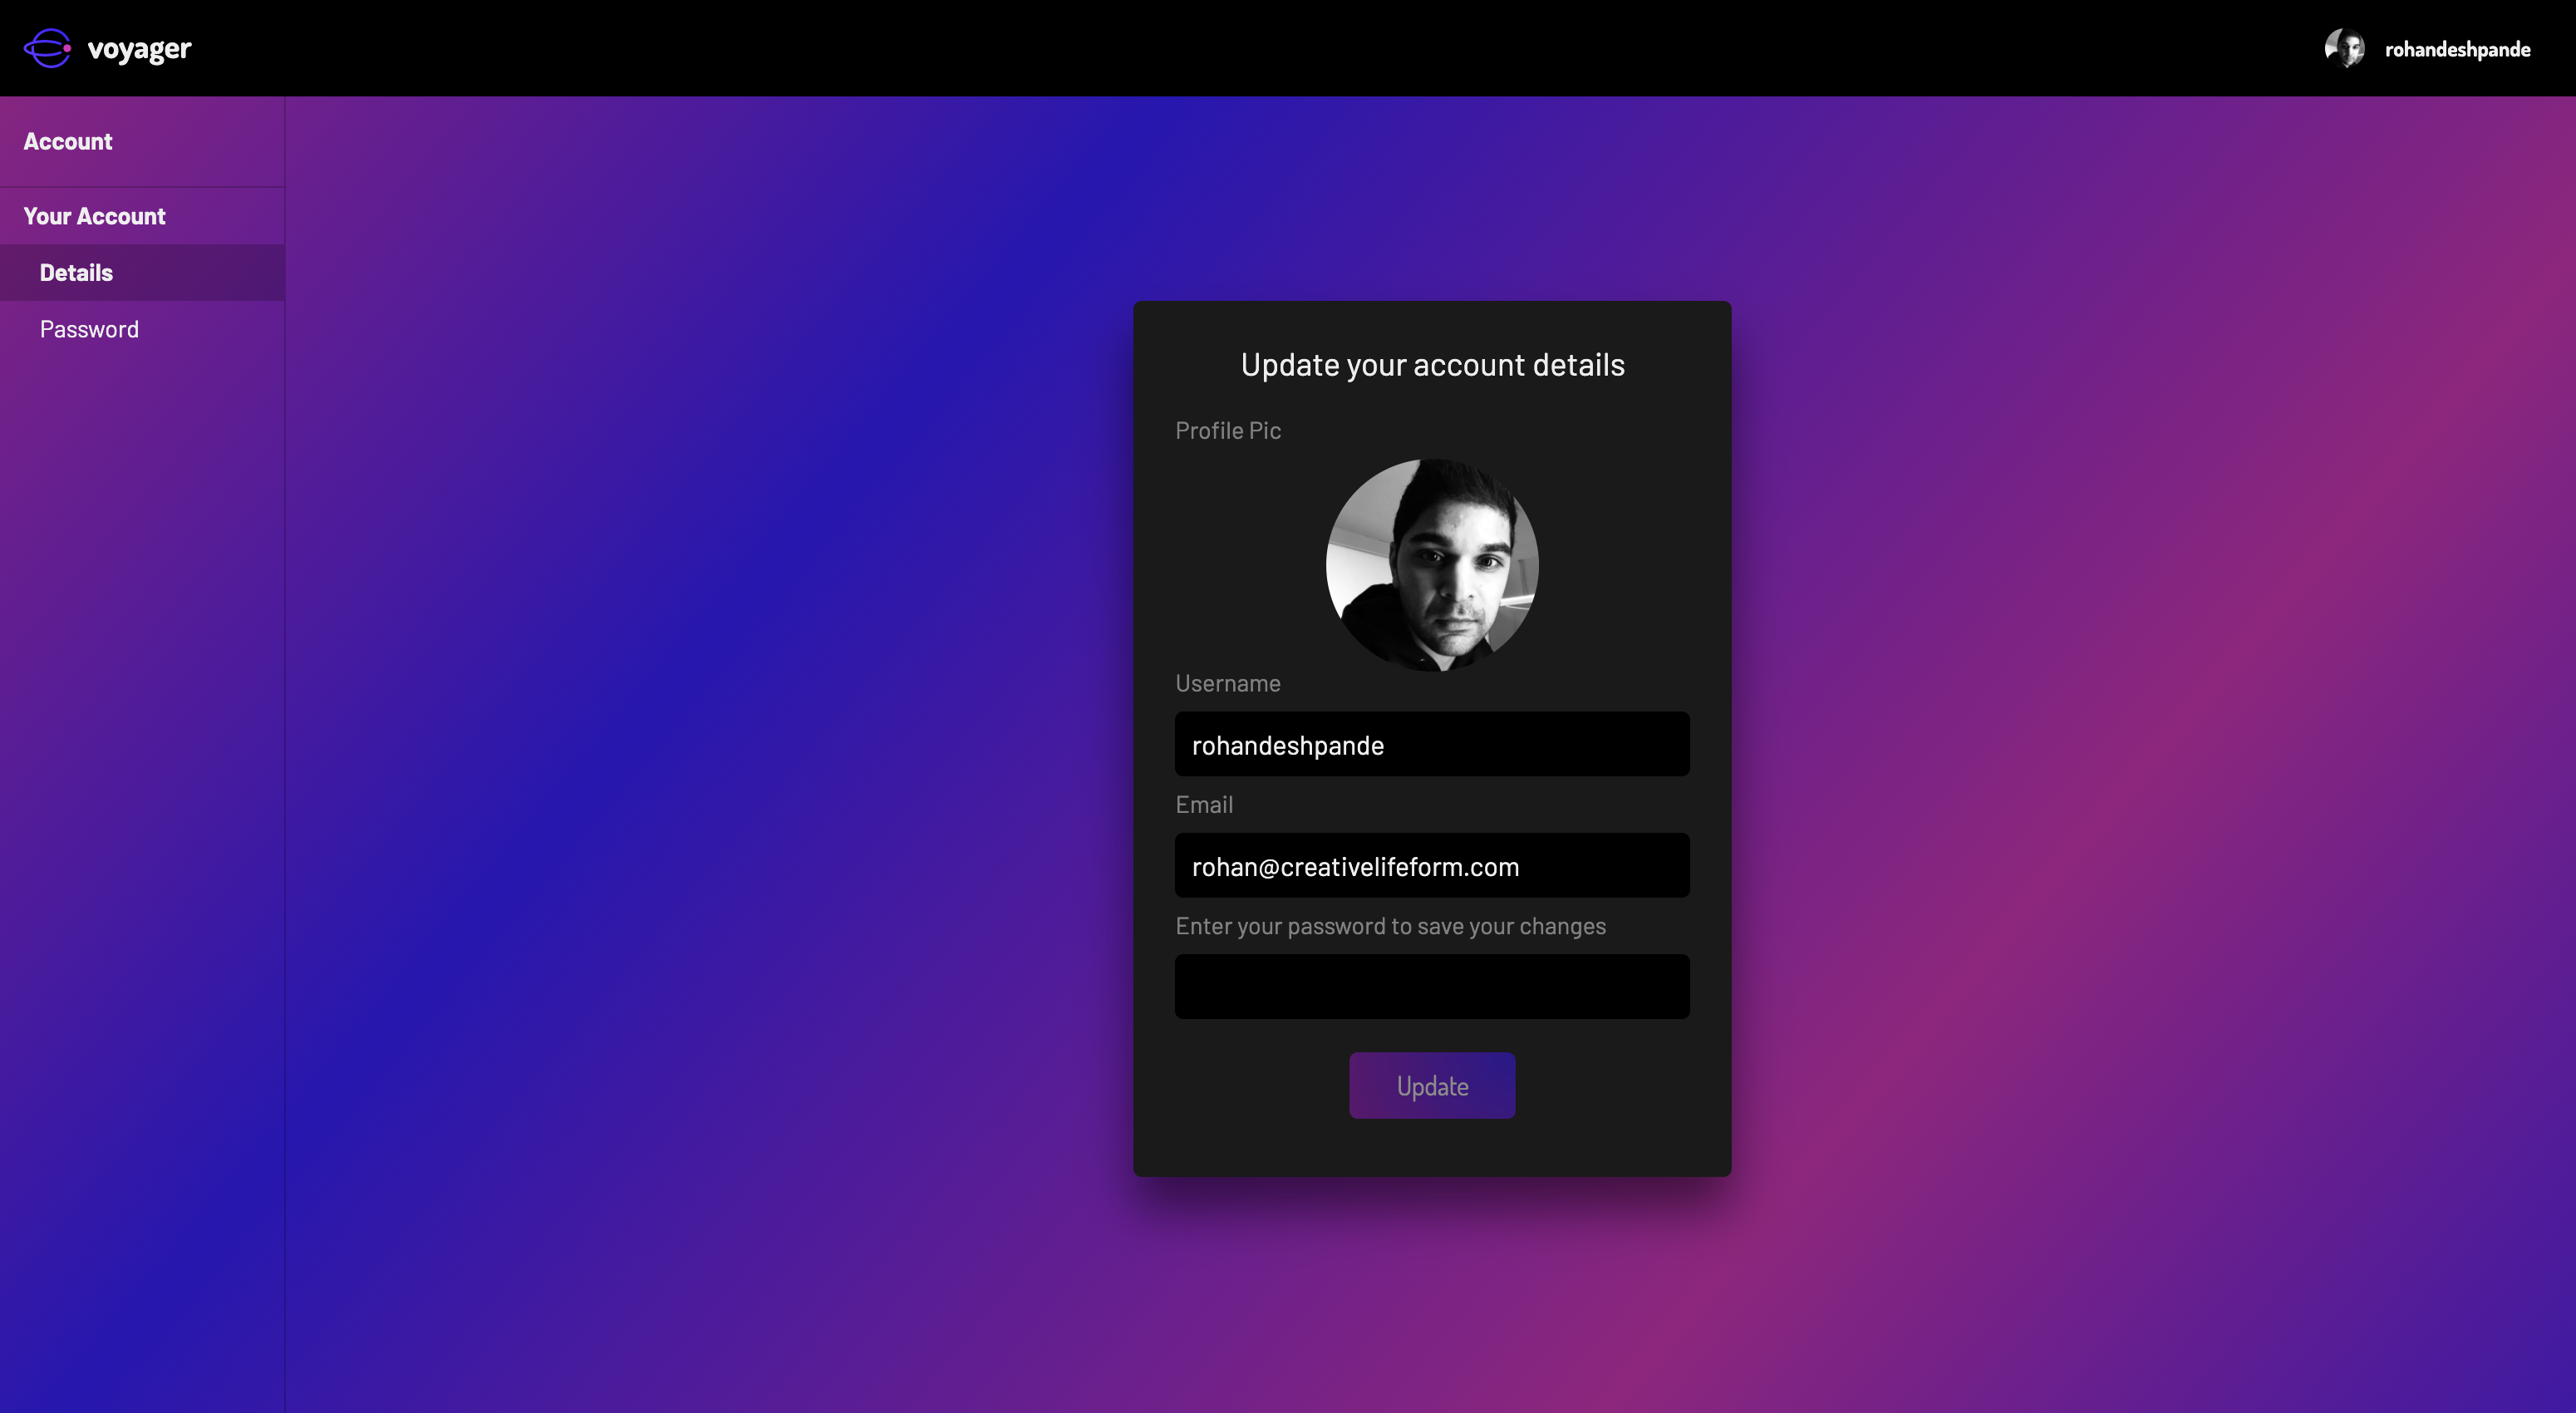 voyager
rohandeshpande
Account
Your Account
Details
Password
Update your account details
Profile Pic
Username
rohandeshpande
Email
rohan@creativelifeform.com
Enter your password to save your changes
Update